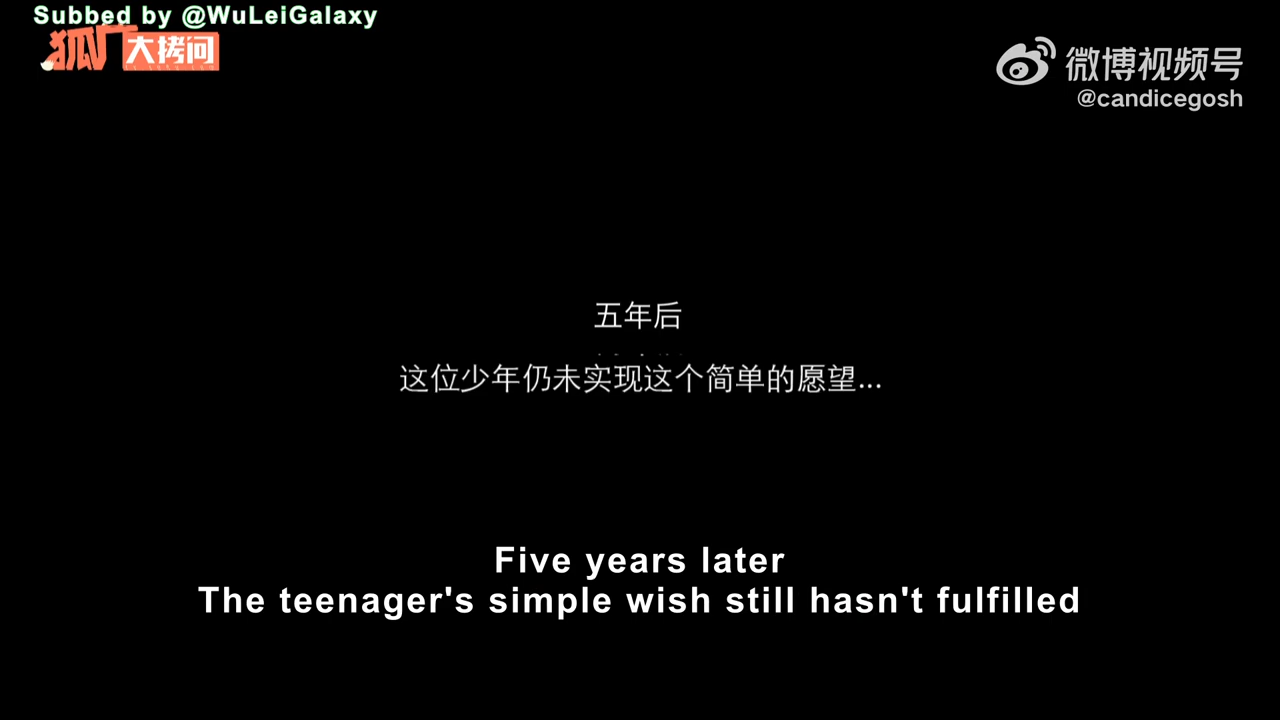 Subbed by @WuLeiGalaxy
狐厂大拷问
微博视频号
@candicegosh
五年后
这位少年仍未实现这个简单的愿望...
Five years later
The teenager's simple wish still hasn't fulfilled